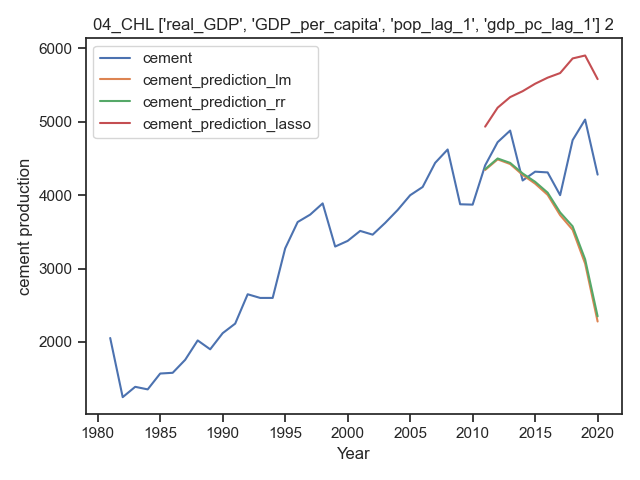 04_CHL ['real_GDP', 'GDP_per_capita', 'pop_lag_1', 'gdp_pc_lag_1'] 2
cement
cement_prediction_lm
cement_prediction_rr
cement_prediction_lasso
cement production
6000
5000
4000
3000
2000
1980 1985 1990 1995 2000 2005 2010 2015 2020
Year